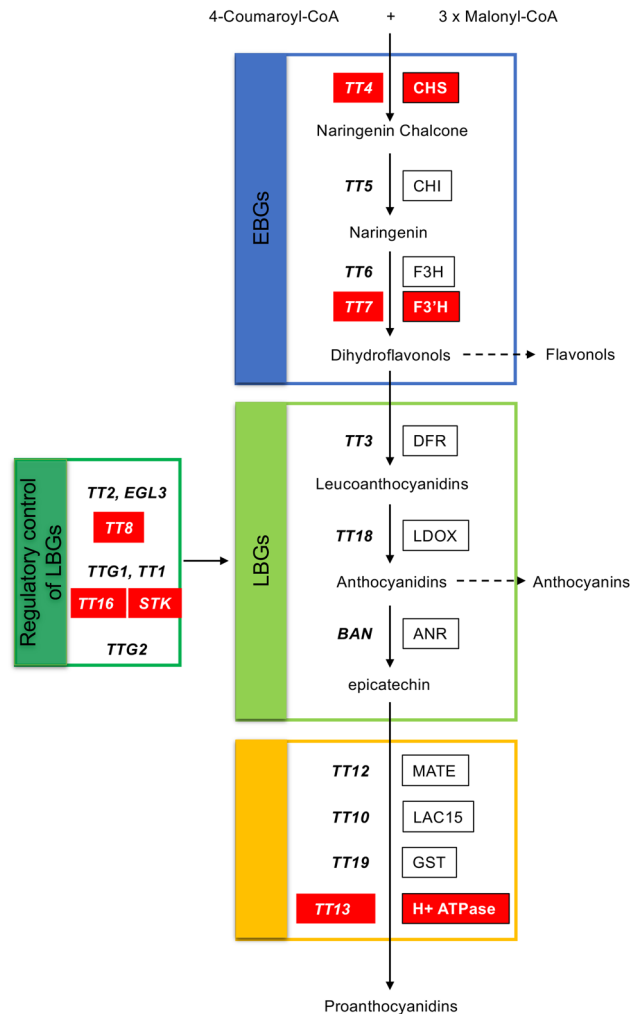 4-Coumaroyl-CoA + 3 x Malonyl-CoA
EBGs
TT4 CHS
Naringenin Chalcone
TT5 CHI
Naringenin
TT6 F3H
TT7 F3’H
Dihydroflavonols Flavonols
Regulatory control
of LBGs
TT2, EGL3
TT8
TTG1, TT1
TT16 STK
TTG2
LBGs
TT3 DFR
Leucoanthocyanidins
TT18 LDOX
Anthocyanidins Anthocyanins
BAN ANR
epicatechin
TT12 MATE
TT10 LAC15
TT19 GST
TT13 H+ ATPase
Proanthocyanidins